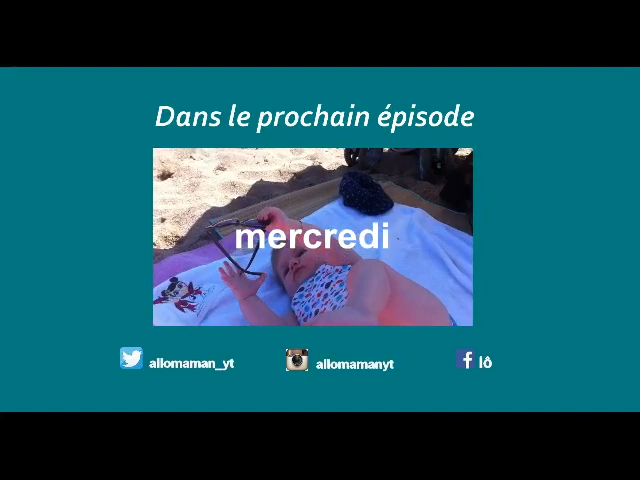 Dans le prochain épisode
mercredi
allomaman_yt
allomamanyt
lô